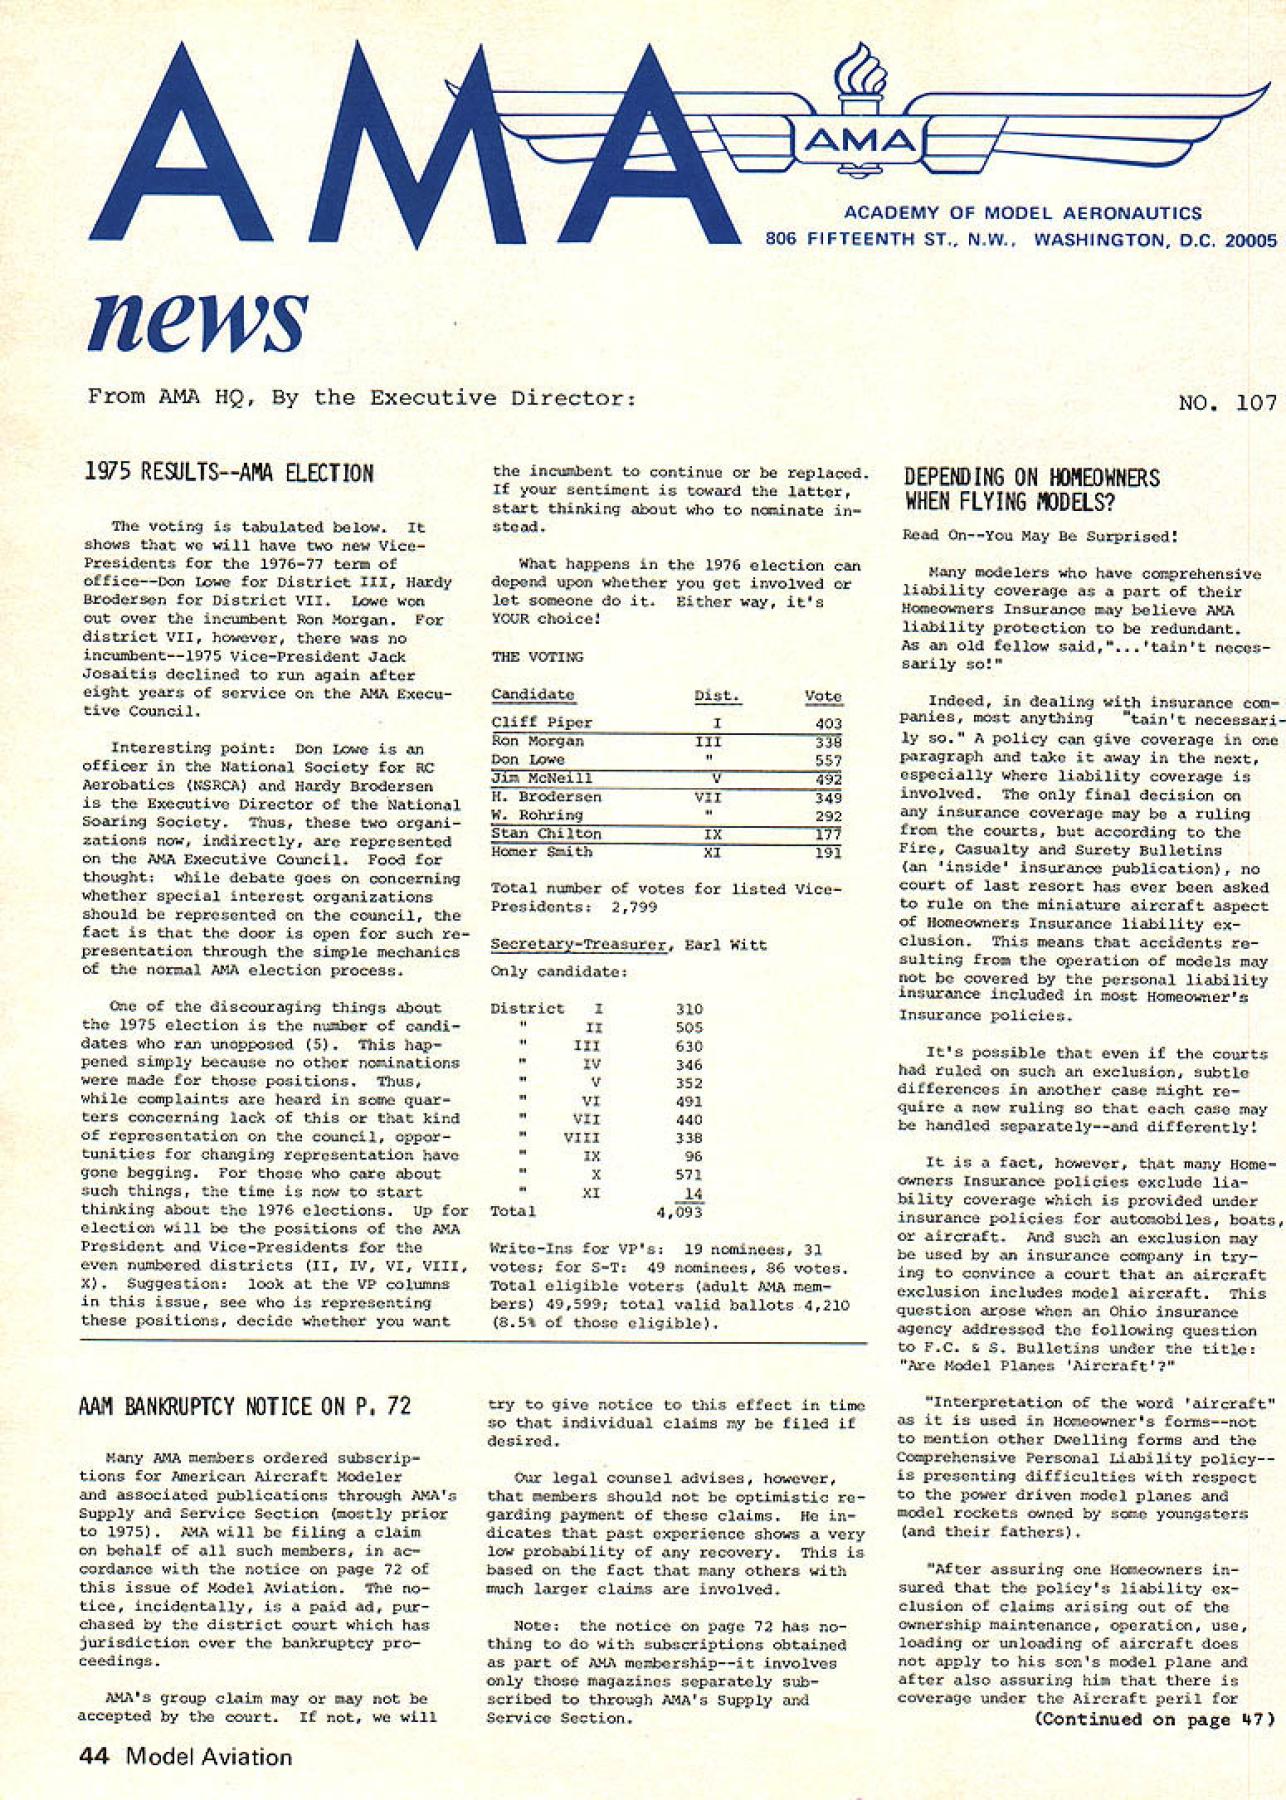 AMA
AMA
ACADEMY OF MODEL AERONAUTICS
806 FIFTEENTH ST., N.W., WASHINGTON, D.C. 20005
news
From AMA HQ, By the Executive Director:
NO. 107
1975 RESULTS--AMA ELECTION
The voting is tabulated below. It
shows that we will have two new Vice-
Presidents for the 1976-77 term of
office--Don Lowe for District III, Hardy
Brodersen for District VII. Lowe won
out over the incumbent Ron Morgan. For
district VII, however, there was no
incumbent--1975 Vice-President Jack
Josaitis declined to run again after
eight years of service on the AMA Execu-
tive Council.
Interesting point: Don Lowe is an
officer in the National Society for RC
Aerobatics (NSRCA) and Hardy Brodersen
is the Executive Director of the National
Soaring Society. Thus, these two organi-
zations now, indirectly, are represented
on the AMA Executive Council. Food for
thought: while debate goes on concerning
whether special interest organizations
should be represented on the council, the
fact is that the door is open for such re-
presentation through the simple mechanics
of the normal AMA election process.
One of the discouraging things about
the 1975 election is the number of candi-
dates who ran unopposed (5). This hap-
pened simply because no other nominations
were made for those positions. Thus,
while complaints are heard in some quar-
ters concerning lack of this or that kind
of representation on the council, oppor-
tunities for changing representation have
gone begging. For those who care about
such things, the time is now to start
thinking about the 1976 elections. Up for
election will be the positions of the AMA
President and Vice-Presidents for the
even numbered districts (II, IV, VI, VIII,
X). Suggestion: look at the VP columns
in this issue, see who is representing
these positions, decide whether you want
the incumbent to continue or be replaced.
If your sentiment is toward the latter,
start thinking about who to nominate in-
stead.
What happens in the 1976 election can
depend upon whether you get involved or
let someone do it. Either way, it's
YOUR choice!
THE VOTING
Candidate Dist. Vote
Cliff Piper I 403
Ron Morgan III 338
Don Lowe " 557
Jim McNeill V 492
H. Brodersen VII 349
W. Rohring " 292
Stan Chilton IX 177
Homer Smith XI 191
Total number of votes for listed Vice-
Presidents: 2,799
Secretary-Treasurer, Earl Witt
Only candidate:
District I 310
" II 505
" III 630
" IV 346
" V 352
" VI 491
" VII 440
" VIII 338
" IX 96
" X 571
" XI 14
Total 4,093
Write-Ins for VP's: 19 nominees, 31
votes; for S-T: 49 nominees, 86 votes.
Total eligible voters (adult AMA mem-
bers) 49,599; total valid ballots 4,210
(8.5% of those eligible).
AAM BANKRUPTCY NOTICE ON P. 72
Many AMA members ordered subscrip-
tions for American Aircraft Modeler
and associated publications through AMA's
Supply and Service Section (mostly prior
to 1975). AMA will be filing a claim
on behalf of all such members, in ac-
cordance with the notice on page 72 of
this issue of Model Aviation. The no-
tice, incidentally, is a paid ad, pur-
chased by the district court which has
jurisdiction over the bankruptcy pro-
ceedings.
AMA's group claim may or may not be
accepted by the court. If not, we will
try to give notice to this effect in time
so that individual claims my be filed if
desired.
Our legal counsel advises, however,
that members should not be optimistic re-
garding payment of these claims. He in-
dicates that past experience shows a very
low probability of any recovery. This is
based on the fact that many others with
much larger claims are involved.
Note: the notice on page 72 has no-
thing to do with subscriptions obtained
as part of AMA membership--it involves
only those magazines separately sub-
scribed to through AMA's Supply and
Service Section.
DEPENDING ON HOMEOWNERS
WHEN FLYING MODELS?
Read On--You May Be Surprised!
Many modelers who have comprehensive
liability coverage as a part of their
Homeowners Insurance may believe AMA
liability protection to be redundant.
As an old fellow said,"...'tain't neces-
sarily so!"
Indeed, in dealing with insurance com-
panies, most anything "tain't necessari-
ly so." A policy can give coverage in one
paragraph and take it away in the next,
especially where liability coverage is
involved. The only final decision on
any insurance coverage may be a ruling
from the courts, but according to the
Fire, Casualty and Surety Bulletins
(an 'inside' insurance publication), no
court of last resort has ever been asked
to rule on the miniature aircraft aspect
of Homeowners Insurance liability ex-
clusion. This means that accidents re-
sulting from the operation of models may
not be covered by the personal liability
insurance included in most Homeowner's
Insurance policies.
It's possible that even if the courts
had ruled on such an exclusion, subtle
differences in another case might re-
quire a new ruling so that each case may
be handled separately--and differently!
It is a fact, however, that many Home-
owners Insurance policies exclude lia-
bility coverage which is provided under
insurance policies for automobiles, boats,
or aircraft. And such an exclusion may
be used by an insurance company in try-
ing to convince a court that an aircraft
exclusion includes model aircraft. This
question arose when an Ohio insurance
agency addressed the following question
to F.C. & S. Bulletins under the title:
"Are Model Planes 'Aircraft'?"
"Interpretation of the word 'aircraft"
as it is used in Homeowner's forms--not
to mention other Dwelling forms and the
Comprehensive Personal Liability policy--
is presenting difficulties with respect
to the power driven model planes and
model rockets owned by some youngsters
(and their fathers).
"After assuring one Homeowners in-
sured that the policy's liability ex-
clusion of claims arising out of the
ownership maintenance, operation, use,
loading or unloading of aircraft does
not apply to his son's model plane and
after also assuring him that there is
coverage under the Aircraft peril for
(Continued on page 47)
44 Model Aviation